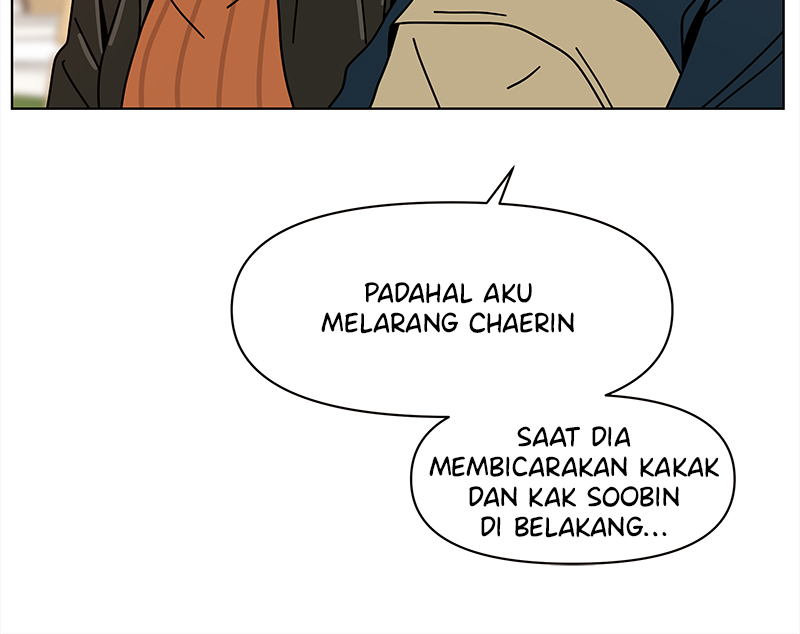 PADAHAL AKU
MELARANG CHAERIN
SAAT DIA
MEMBICARAKAN KAKAK
DAN KAK SOOBIN
DI BELAKANG...